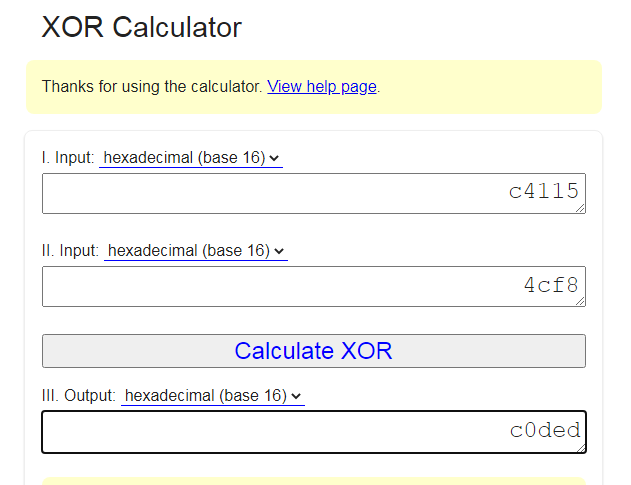 XOR Calculator
Thanks for using the calculator. View help page.
I. Input: hexadecimal (base 16)
c4115
II. Input: hexadecimal (base 16)
4cf8
Calculate XOR
III. Output: hexadecimal (base 16)
c0ded